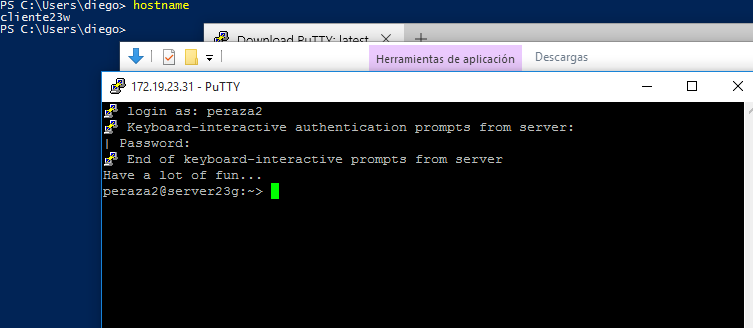 PS C:\Users\diego> hostname
cliente23w
PS C:\Users\diego>
Download PuTTY: latest
Herramientas de aplicación
Descargas
172.19.23.31 - PuTTY
login as: peraza2
Keyboard-interactive authentication prompts from server:
| Password:
End of keyboard-interactive prompts from server
Have a lot of fun...
peraza2@server23g:~>